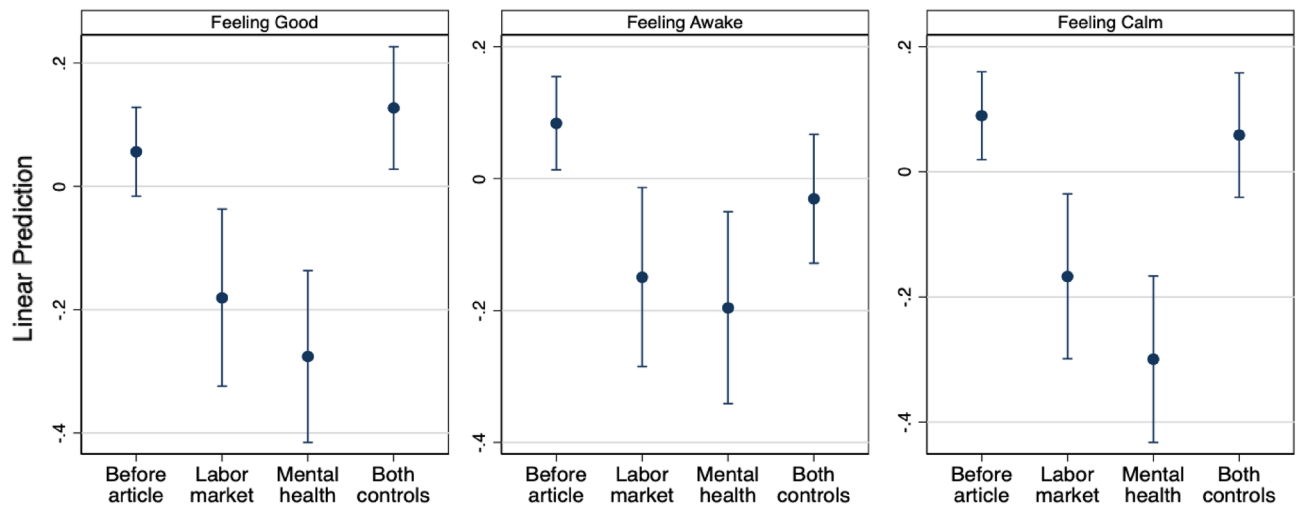 Feeling Good
Feeling Awake
Feeling Calm
Linear Prediction
.2
0
-.2
-.4
Before article
Labor market
Mental health
Both controls
.2
0
-.2
-.4
Before article
Labor market
Mental health
Both controls
.2
0
-.2
-.4
Before article
Labor market
Mental health
Both controls